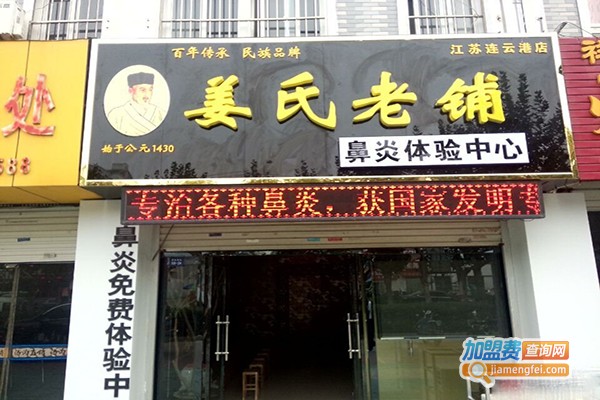 百年传承 民族品牌
江苏连云港店
姜氏老铺
始于公元1430
鼻炎体验中心
专治各种鼻炎，获国家发明专
鼻炎免费体验中
处
加盟费查询网
jiamengfei.com